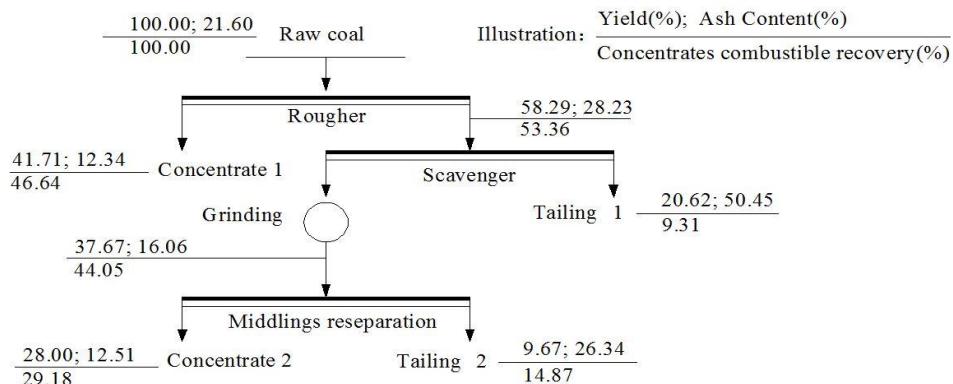 100.00; 21.60
100.00
Raw coal
Illustration: Yield(%); Ash Content(%)
Concentrates combustible recovery(%)
Rougher
58.29; 28.23
53.36
41.71; 12.34
46.64
Concentrate 1
Scavenger
Grinding
Tailing 1
20.62; 50.45
9.31
37.67; 16.06
44.05
Middlings reseparation
28.00; 12.51
29.18
Concentrate 2
Tailing 2
9.67; 26.34
14.87